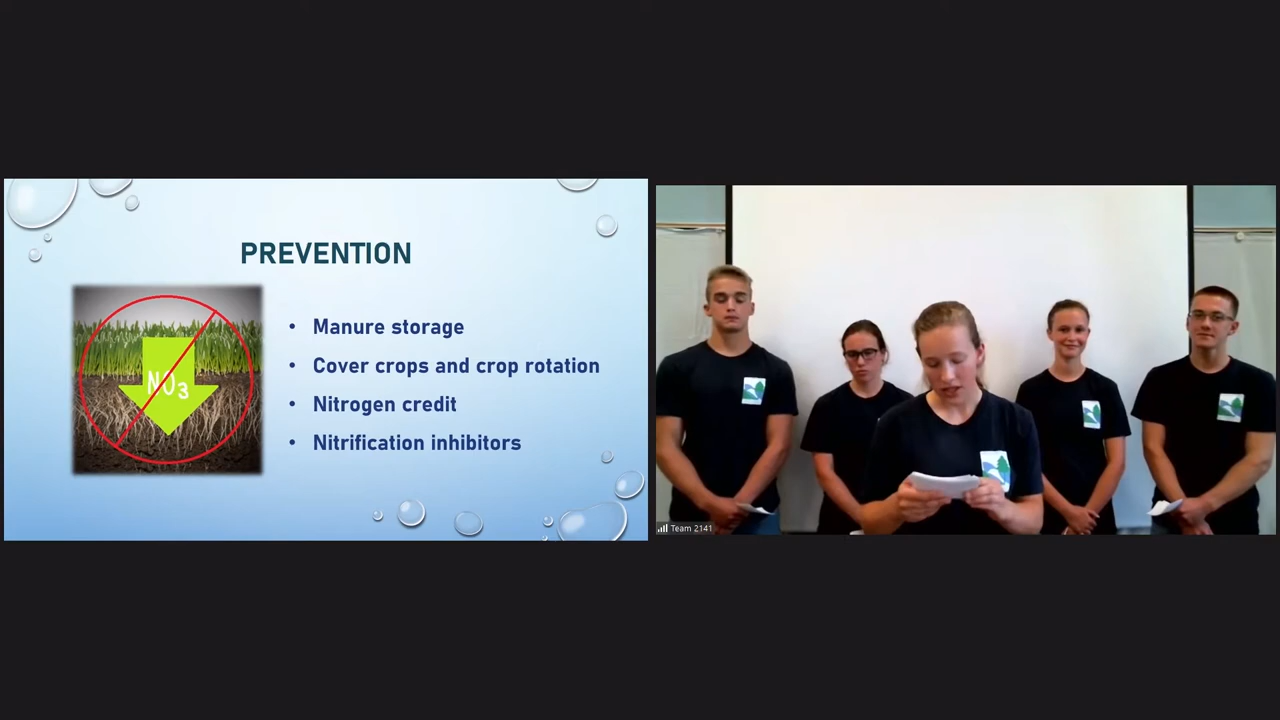 PREVENTION
NO3
• Manure storage
• Cover crops and crop rotation
• Nitrogen credit
• Nitrification inhibitors
Team 2141